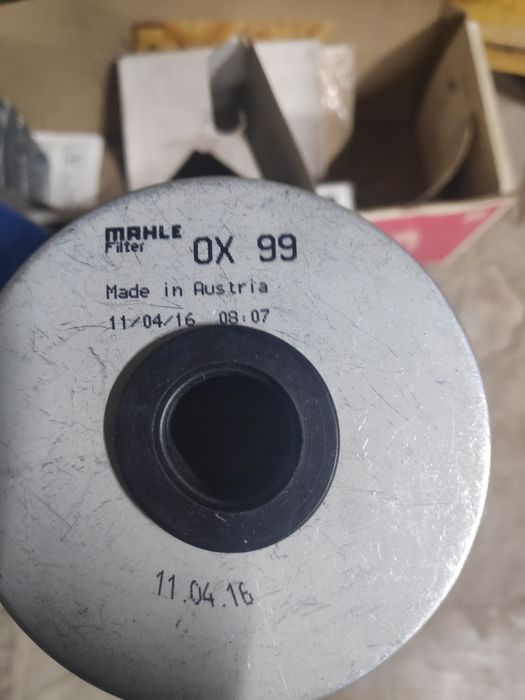 MAHLE
Filter
OX 99
Made in Austria
11/04/16 08:07
11.04.16